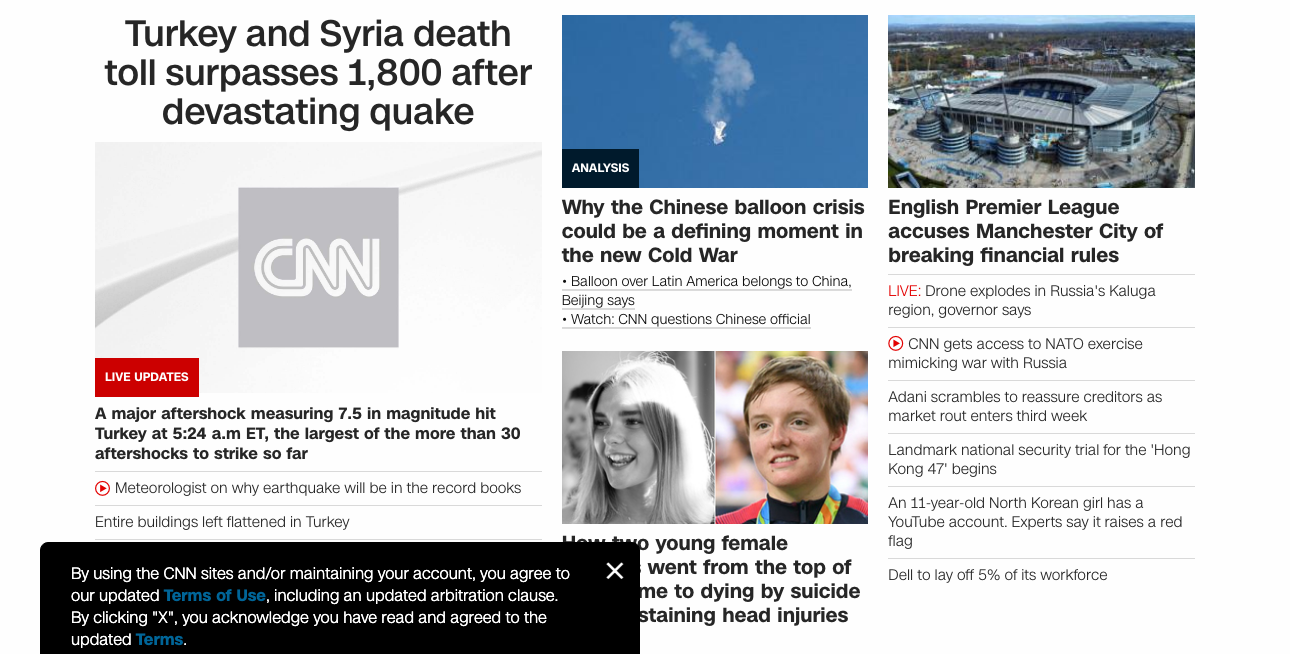 Turkey and Syria death
toll surpasses 1,800 after
devastating quake
CNN
LIVE UPDATES
A major aftershock measuring 7.5 in magnitude hit
Turkey at 5:24 a.m ET, the largest of the more than 30
aftershocks to strike so far
Meteorologist on why earthquake will be in the record books
Entire buildings left flattened in Turkey
ANALYSIS
Why the Chinese balloon crisis
could be a defining moment in
the new Cold War
• Balloon over Latin America belongs to China,
Beijing says
• Watch: CNN questions Chinese official
How two young female
went from the top of
to dying by suicide
head injuries
English Premier League
accuses Manchester City of
breaking financial rules
LIVE: Drone explodes in Russia's Kaluga
region, governor says
CNN gets access to NATO exercise
mimicking war with Russia
Adani scrambles to reassure creditors as
market rout enters third week
Landmark national security trial for the 'Hong
Kong 47' begins
An 11-year-old North Korean girl has a
YouTube account. Experts say it raises a red
flag
Dell to lay off 5% of its workforce
By using the CNN sites and/or maintaining your account, you agree to
our updated Terms of Use, including an updated arbitration clause.
By clicking "X", you acknowledge you have read and agreed to the
updated Terms.